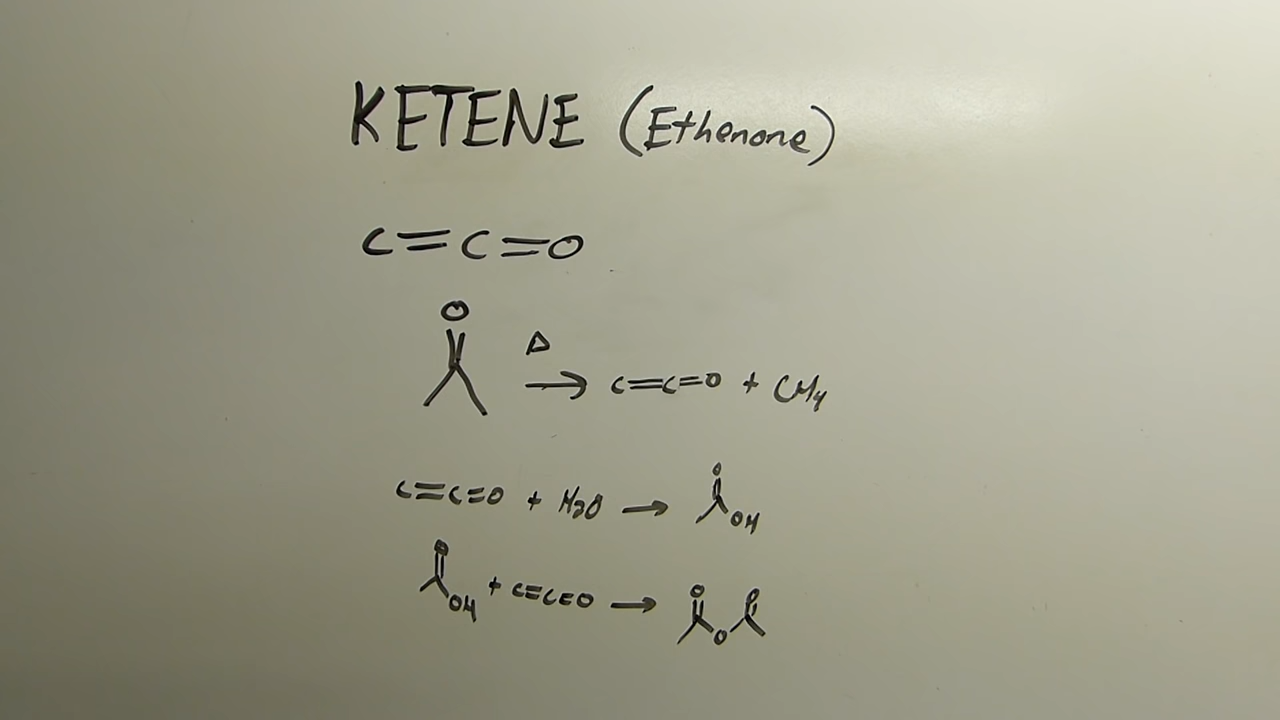 KETENE (Ethenone)
C=C=O
O
Δ
→ C=C=O + CH4
O
C=C=O + H2O → OH
O O O
OH + C=C=O → O